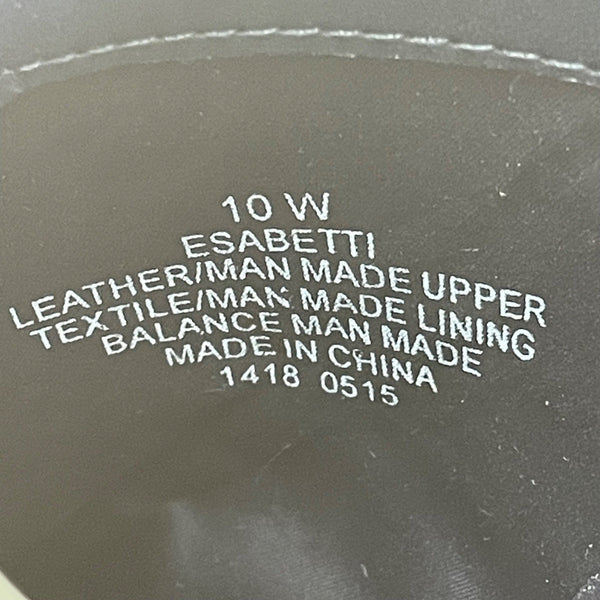 10 W
ESABETTI
LEATHER/MAN MADE UPPER
TEXTILE/MAN MADE LINING
BALANCE MAN MADE
MADE IN CHINA
1418 0515